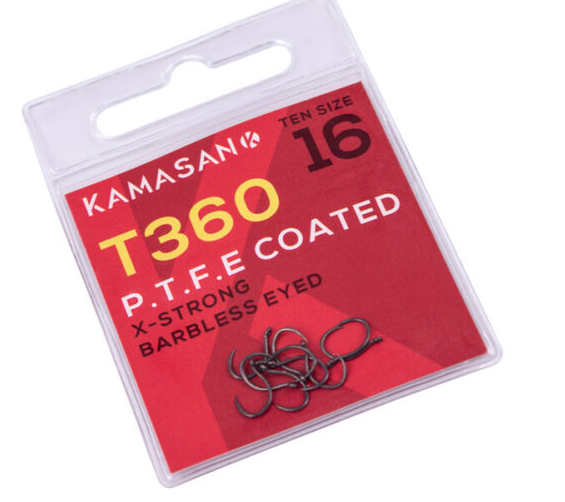 TEN SIZE
16
KAMASAN
T360
P.T.F.E COATED
X-STRONG
BARBLESS EYED